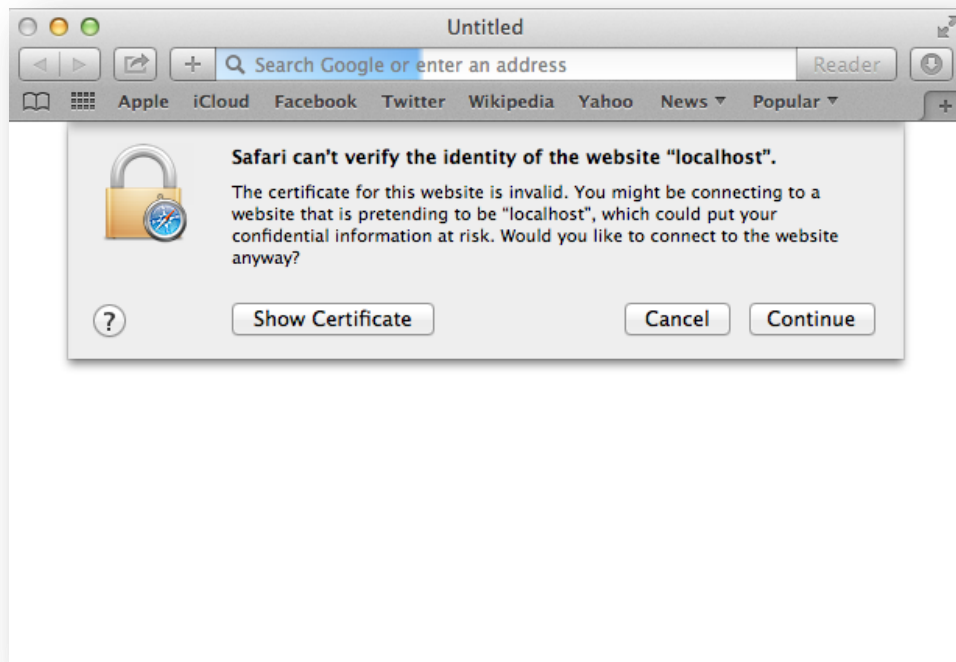 Untitled
Search Google or enter an address
Reader
Apple iCloud Facebook Twitter Wikipedia Yahoo News ▼ Popular ▼
+
Safari can’t verify the identity of the website “localhost”.
The certificate for this website is invalid. You might be connecting to a
website that is pretending to be “localhost”, which could put your
confidential information at risk. Would you like to connect to the website
anyway?
? Show Certificate Cancel Continue